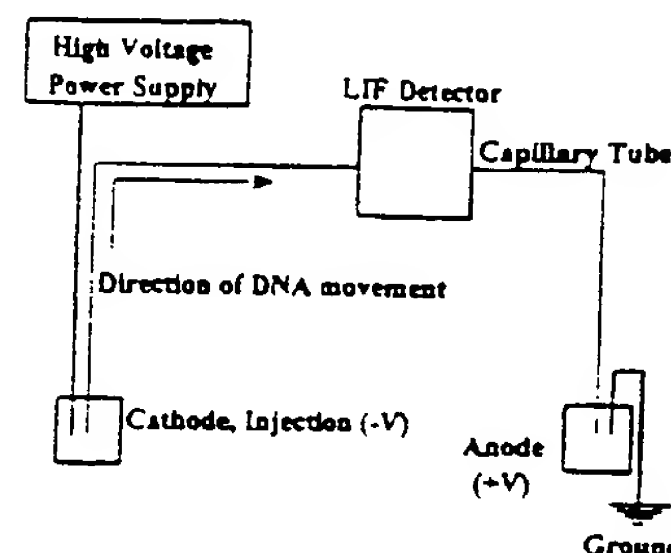 High Voltage
Power Supply
LIF Detector
Capillary Tube
Direction of DNA movement
Cathode, Injection (-V)
Anode
(+V)
Ground